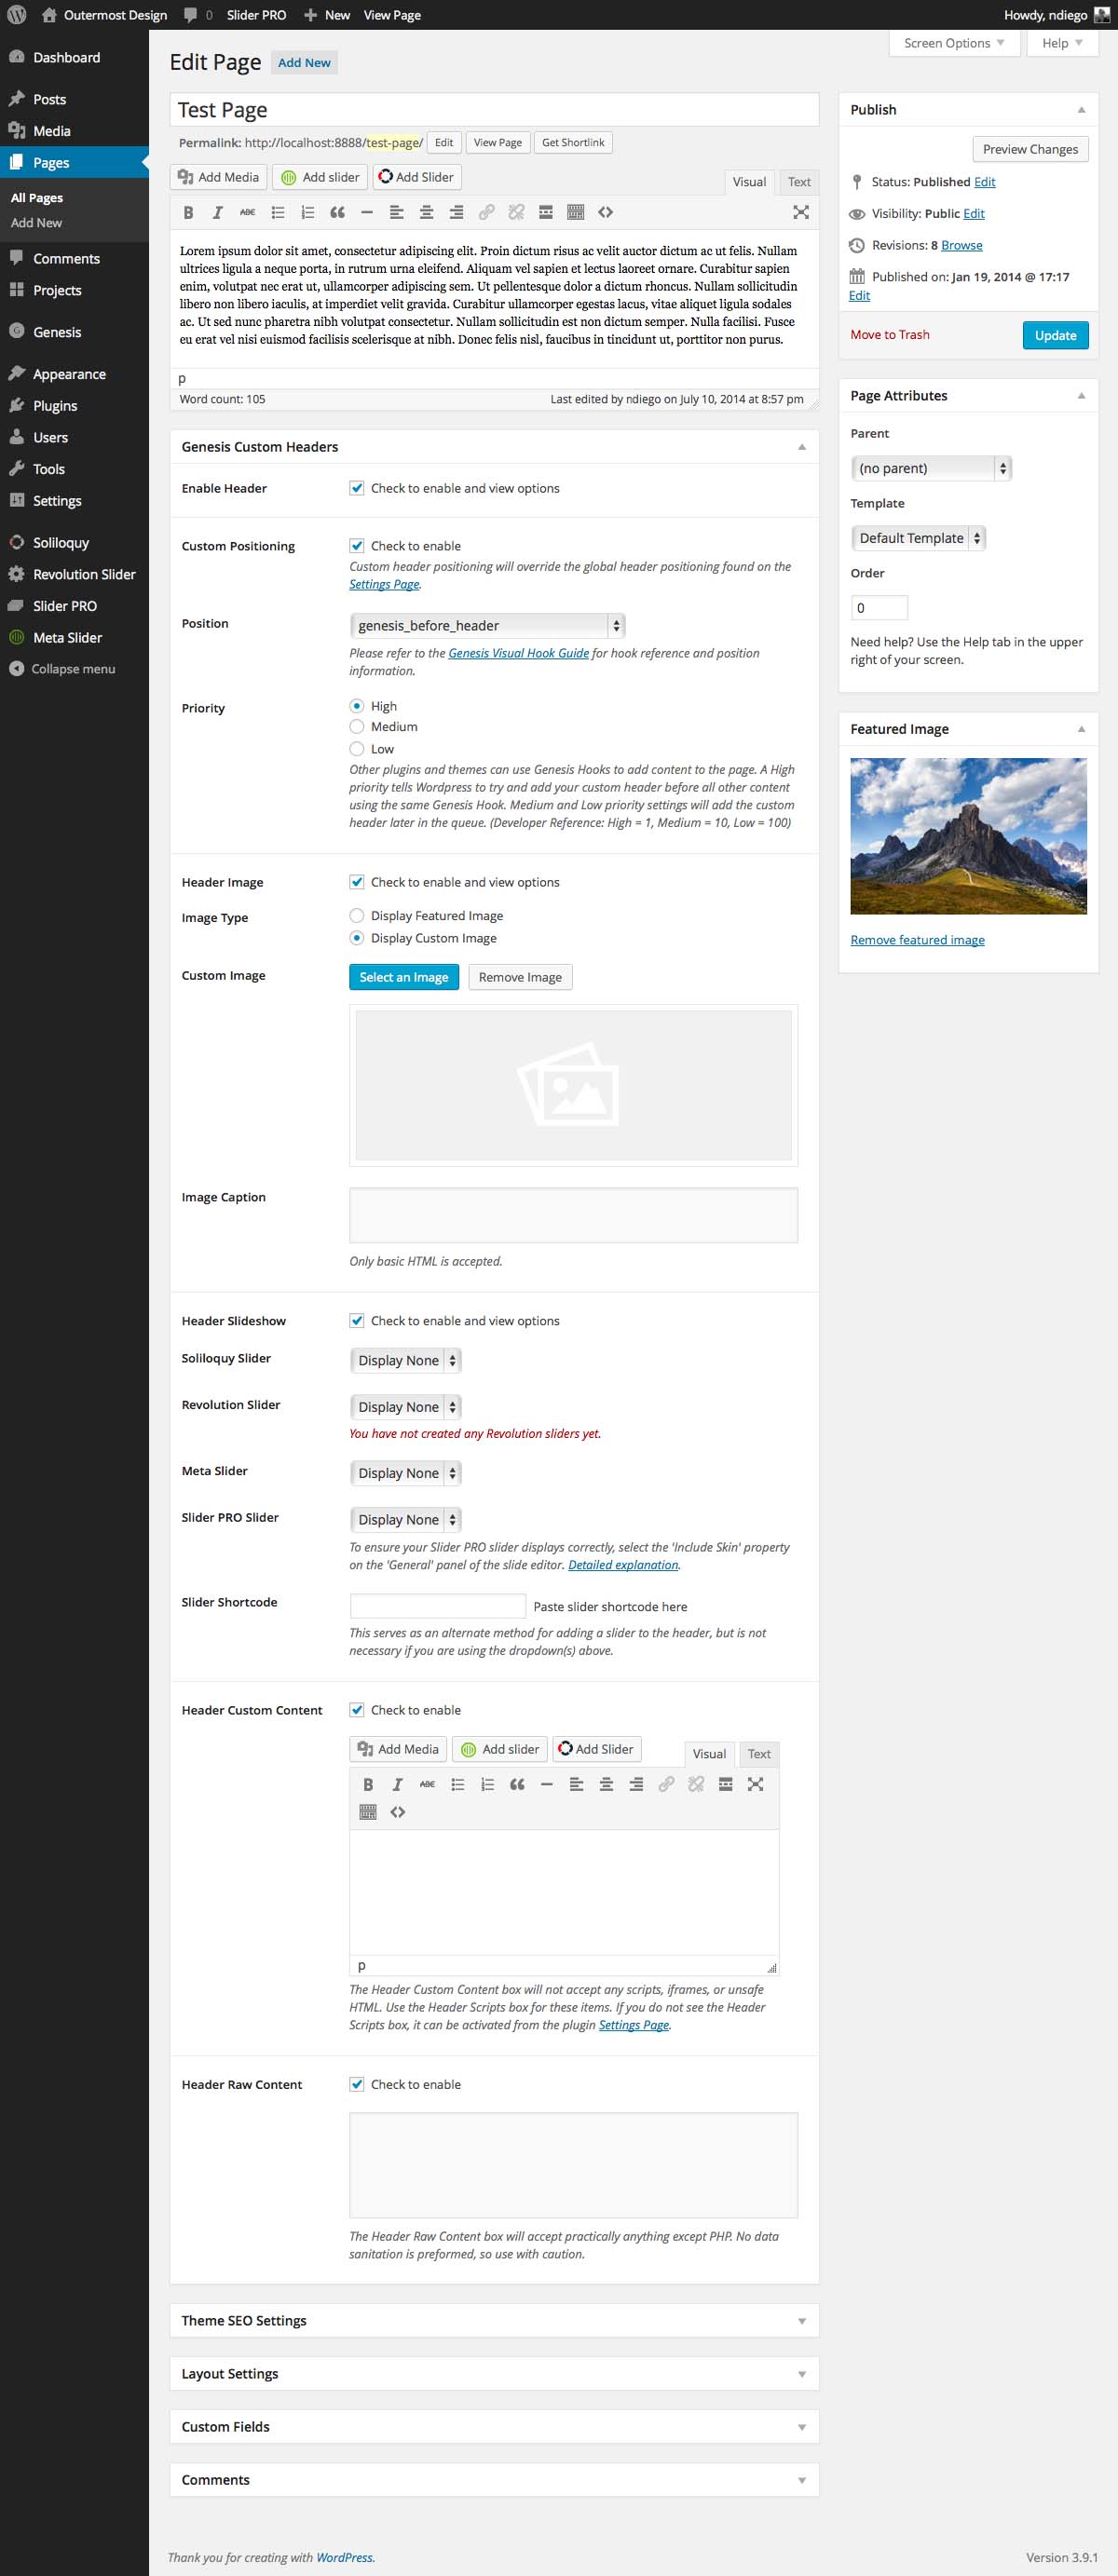 Outermost Design 0 Slider PRO New View Page Howdy, ndiego
Dashboard
Posts
Media
Pages
All Pages
Add New
Comments
Projects
Genesis
Appearance
Plugins
Users
Tools
Settings
Soliloquy
Revolution Slider
Slider PRO
Meta Slider
Collapse menu
Screen Options Help
Edit Page Add New
Test Page
Permalink: http://localhost:8888/test-page/ Edit View Page Get Shortlink
Add Media Add slider Add Slider Visual Text
B I ABC
Lorem ipsum dolor sit amet, consectetur adipiscing elit. Proin dictum risus ac velit auctor dictum ac ut felis. Nullam
ultrices ligula a neque porta, in rutrum urna eleifend. Aliquam vel sapien et lectus laoreet ornare. Curabitur sapien
enim, volutpat nec erat ut, ullamcorper adipiscing sem. Ut pellentesque dolor a dictum rhoncus. Nullam sollicitudin
libero non libero iaculis, at imperdiet velit gravida. Curabitur ullamcorper egestas lacus, vitae aliquet ligula sodales
ac. Ut sed nunc pharetra nibh volutpat consectetur. Nullam sollicitudin est non dictum semper. Nulla facilisi. Fusce
eu erat vel nisi euismod facilisis scelerisque at nibh. Donec felis nisl, faucibus in tincidunt ut, porttitor non purus.
p
Word count: 105 Last edited by ndiego on July 10, 2014 at 8:57 pm
Genesis Custom Headers
Enable Header Check to enable and view options
Custom Positioning Check to enable
Custom header positioning will override the global header positioning found on the
Settings Page.
Position genesis_before_header
Please refer to the Genesis Visual Hook Guide for hook reference and position
information.
Priority High
Medium
Low
Other plugins and themes can use Genesis Hooks to add content to the page. A High
priority tells Wordpress to try and add your custom header before all other content
using the same Genesis Hook. Medium and Low priority settings will add the custom
header later in the queue. (Developer Reference: High = 1, Medium = 10, Low = 100)
Header Image Check to enable and view options
Image Type Display Featured Image
Display Custom Image
Custom Image Select an Image Remove Image
Image Caption
Only basic HTML is accepted.
Header Slideshow Check to enable and view options
Soliloquy Slider Display None
Revolution Slider Display None
You have not created any Revolution sliders yet.
Meta Slider Display None
Slider PRO Slider Display None
To ensure your Slider PRO slider displays correctly, select the 'Include Skin' property
on the 'General' panel of the slide editor. Detailed explanation.
Slider Shortcode Paste slider shortcode here
This serves as an alternate method for adding a slider to the header, but is not
necessary if you are using the dropdown(s) above.
Header Custom Content Check to enable
Add Media Add slider Add Slider Visual Text
B I ABC
p
The Header Custom Content box will not accept any scripts, iframes, or unsafe
HTML. Use the Header Scripts box for these items. If you do not see the Header
Scripts box, it can be activated from the plugin Settings Page.
Header Raw Content Check to enable
The Header Raw Content box will accept practically anything except PHP. No data
sanitation is preformed, so use with caution.
Theme SEO Settings
Layout Settings
Custom Fields
Comments
Publish
Preview Changes
Status: Published Edit
Visibility: Public Edit
Revisions: 8 Browse
Published on: Jan 19, 2014 @ 17:17
Edit
Move to Trash Update
Page Attributes
Parent
(no parent)
Template
Default Template
Order
0
Need help? Use the Help tab in the upper
right of your screen.
Featured Image
Remove featured image
Thank you for creating with WordPress. Version 3.9.1